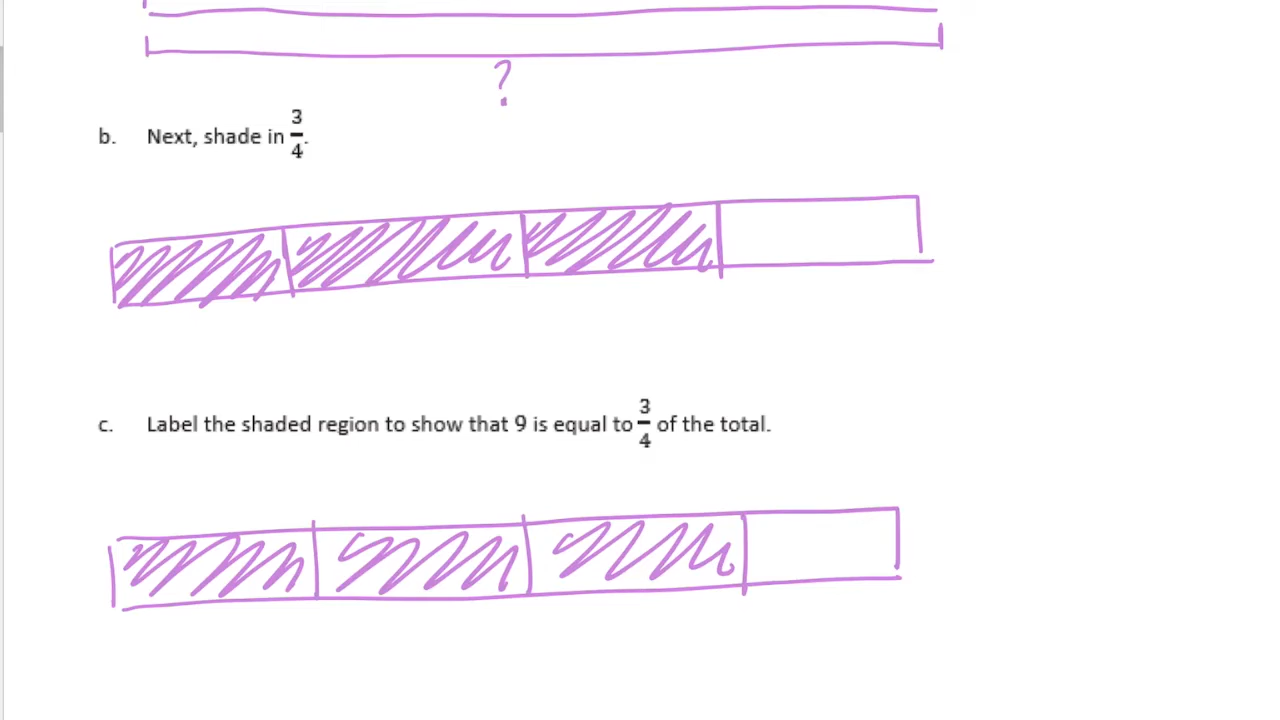 ?
b. Next, shade in 3/4.
c. Label the shaded region to show that 9 is equal to 3/4 of the total.